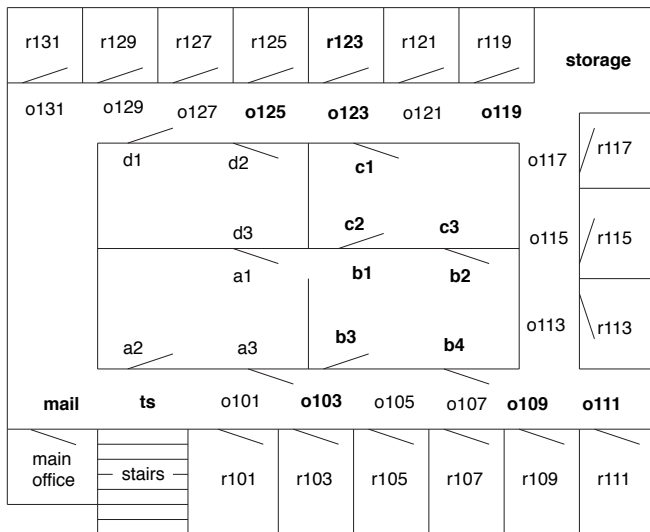 r131 r129 r127 r125 r123 r121 r119
storage
o131 o129 o127 o125 o123 o121 o119
d1 d2 c1 o117 r117
d3 c2 c3 o115 r115
a1 b1 b2
a2 a3 b3 b4 o113 r113
mail ts o101 o103 o105 o107 o109 o111
main
office
stairs r101 r103 r105 r107 r109 r111